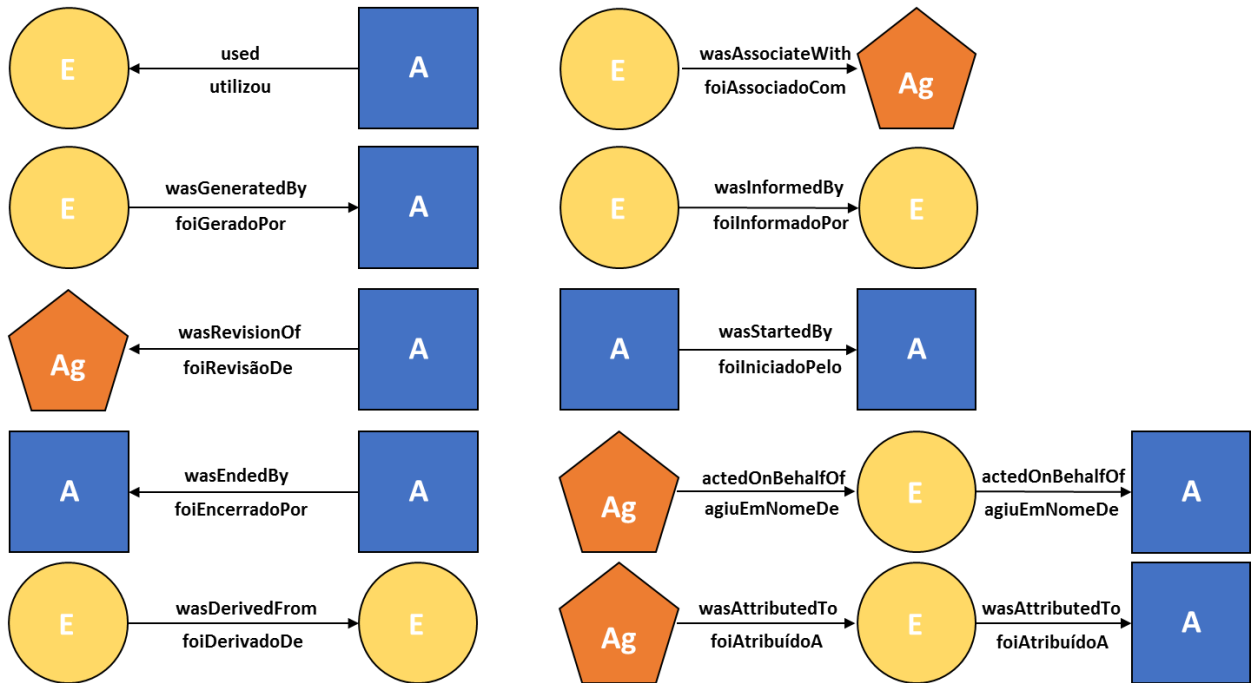 E
used
utilizou
A
E
wasAssociateWith
foiAssociadoCom
Ag
E
wasGeneratedBy
foiGeradoPor
A
E
wasInformedBy
foiInformadoPor
E
Ag
wasRevisionOf
foiRevisãoDe
A
A
wasStartedBy
foiIniciadoPelo
A
A
wasEndedBy
foiEncerradoPor
A
Ag
actedOnBehalfOf
agiuEmNomeDe
E
actedOnBehalfOf
agiuEmNomeDe
A
E
wasDerivedFrom
foiDerivadoDe
E
Ag
wasAttributedTo
foiAtribuídoA
E
wasAttributedTo
foiAtribuídoA
A